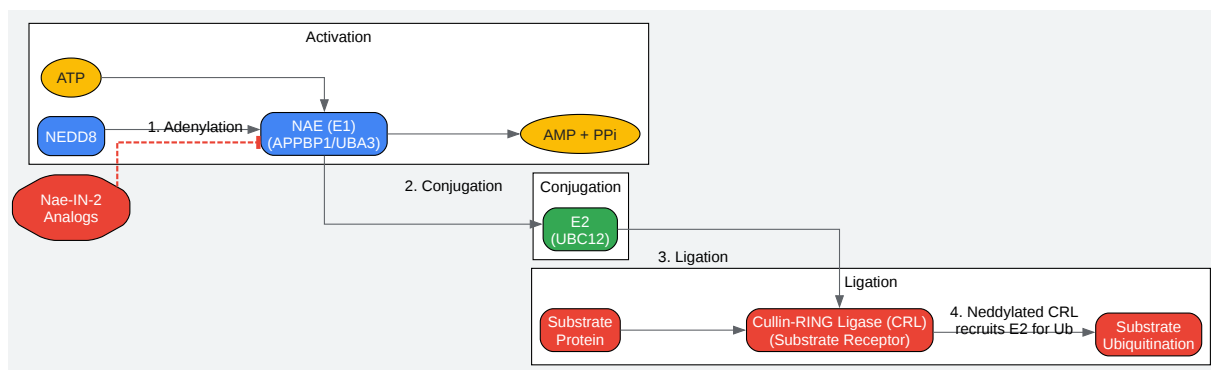 Activation
ATP
NEDD8
1. Adenylation
NAE (E1)
(APPBP1/UBA3)
AMP + PPi
Nae-IN-2
Analogs
2. Conjugation
Conjugation
E2
(UBC12)
3. Ligation
Ligation
Substrate
Protein
Cullin-RING Ligase (CRL)
(Substrate Receptor)
4. Neddylated CRL
recruits E2 for Ub
Substrate
Ubiquitination